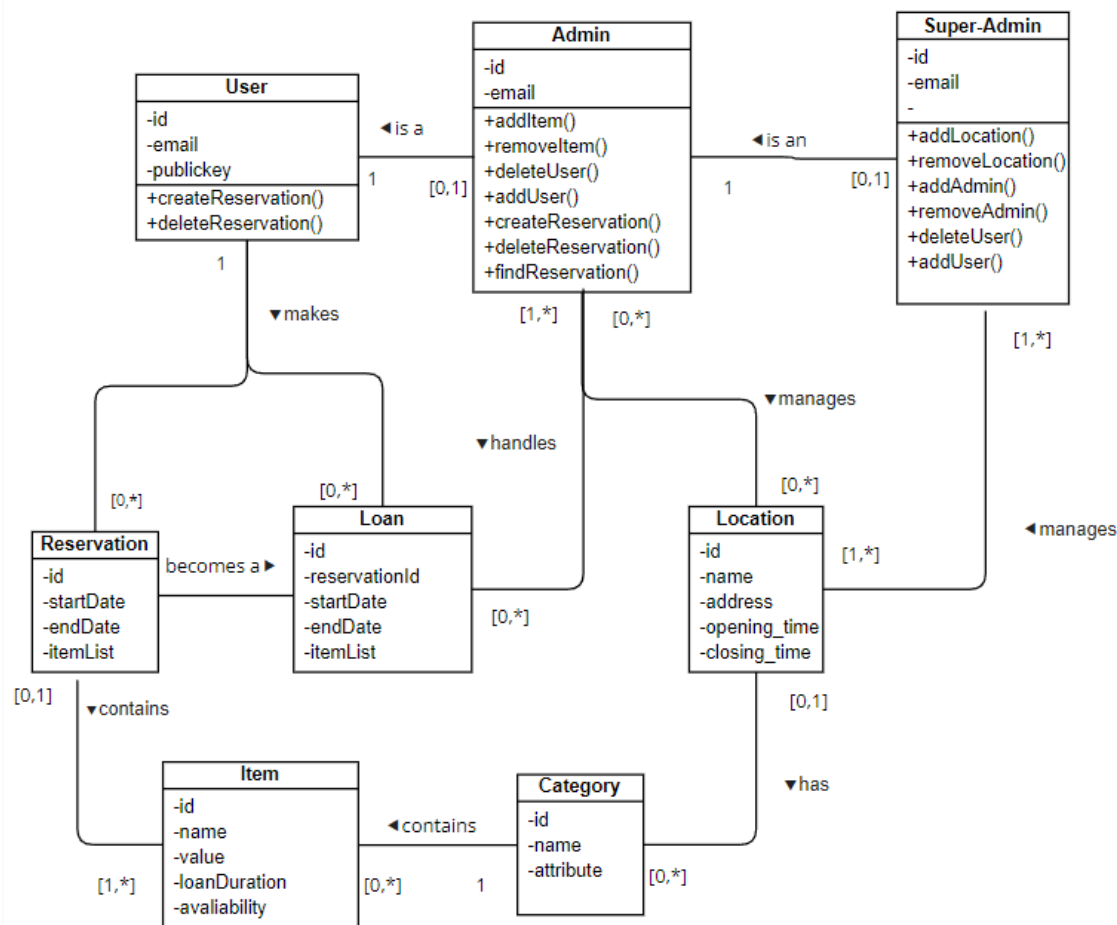 Super-Admin
-id
-email
-
+addLocation()
+removeLocation()
+addAdmin()
+removeAdmin()
+deleteUser()
+addUser()
Admin
-id
-email
+addItem()
+removeItem()
+deleteUser()
+addUser()
+createReservation()
+deleteReservation()
+findReservation()
User
-id
-email
-publickey
+createReservation()
+deleteReservation()
◄is a
1
[0,1]
◄is an
1
[0,1]
1
▼makes
[1,*]
[0,*]
[1,*]
▼manages
▼handles
[0,*]
[0,*]
[0,*]
◄manages
Reservation
-id
-startDate
-endDate
-itemList
becomes a►
Loan
-id
-reservationId
-startDate
-endDate
-itemList
[0,*]
Location
-id
-name
-address
-opening_time
-closing_time
[1,*]
[0,1]
▼contains
[0,1]
▼has
Item
-id
-name
-value
-loanDuration
-avaliability
[1,*]
◄contains
[0,*]
1
Category
-id
-name
-attribute
[0,*]